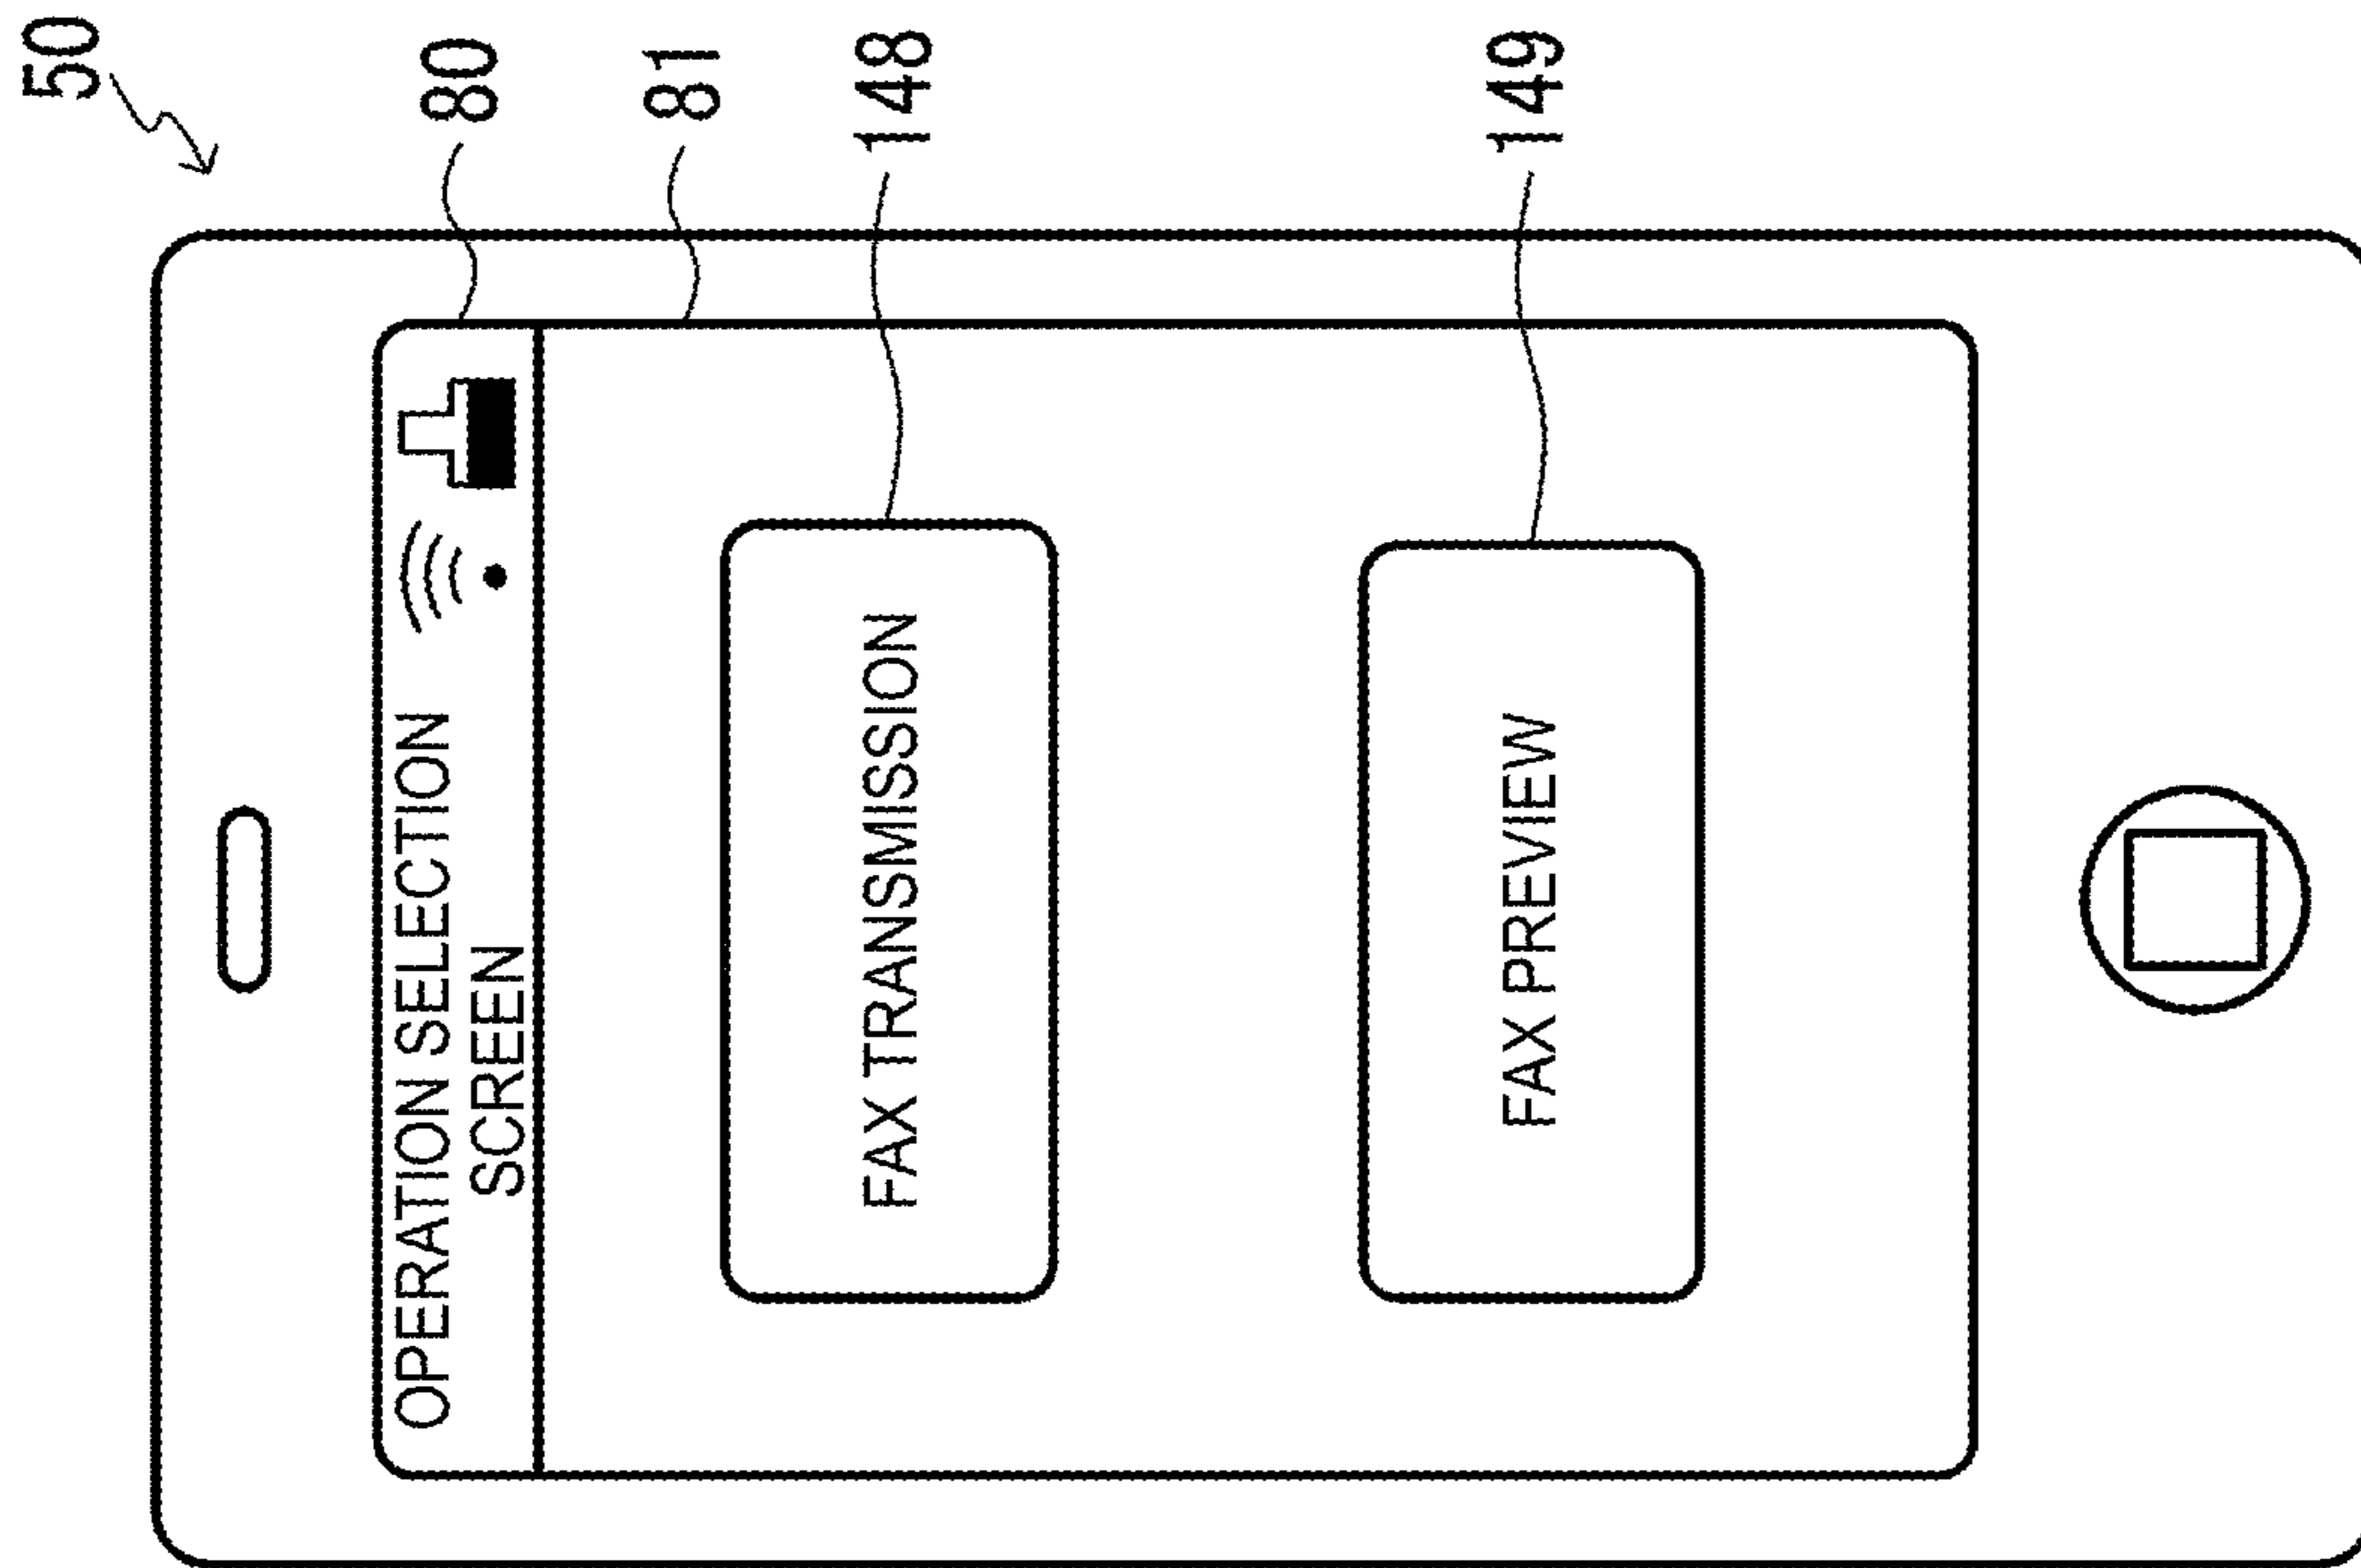 50
80
OPERATION SELECTION
SCREEN
81
148
FAX TRANSMISSION
149
FAX PREVIEW